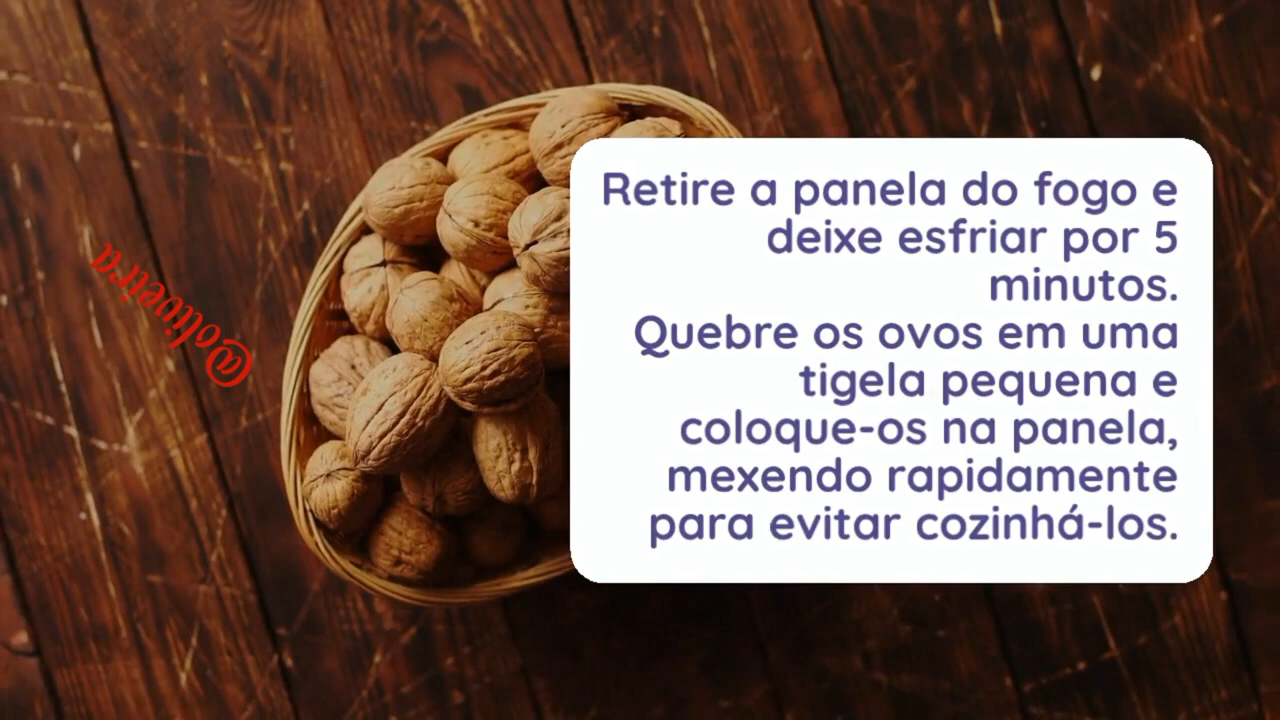 Retire a panela do fogo e
deixe esfriar por 5
minutos.
Quebre os ovos em uma
tigela pequena e
coloque-os na panela,
mexendo rapidamente
para evitar cozinhá-los.
@oliveira